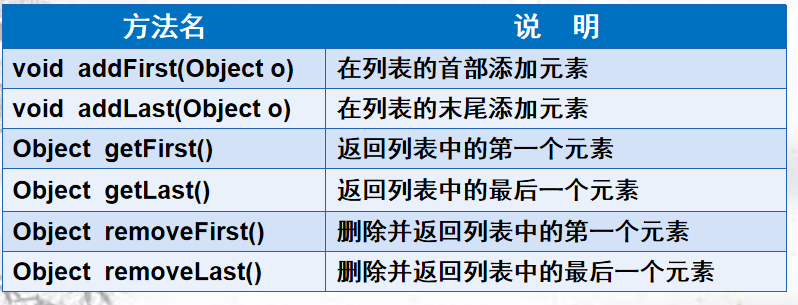 方法名 说 明
void addFirst(Object o) 在列表的首部添加元素
void addLast(Object o) 在列表的末尾添加元素
Object getFirst() 返回列表中的第一个元素
Object getLast() 返回列表中的最后一个元素
Object removeFirst() 删除并返回列表中的第一个元素
Object removeLast() 删除并返回列表中的最后一个元素